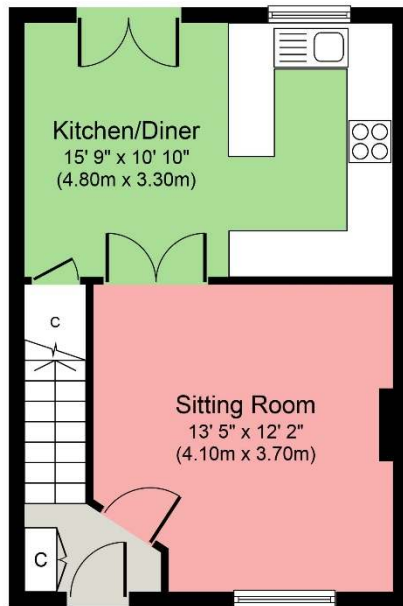 Kitchen/Diner
15' 9" x 10' 10"
(4.80m x 3.30m)
C
Sitting Room
13' 5" x 12' 2"
(4.10m x 3.70m)
C